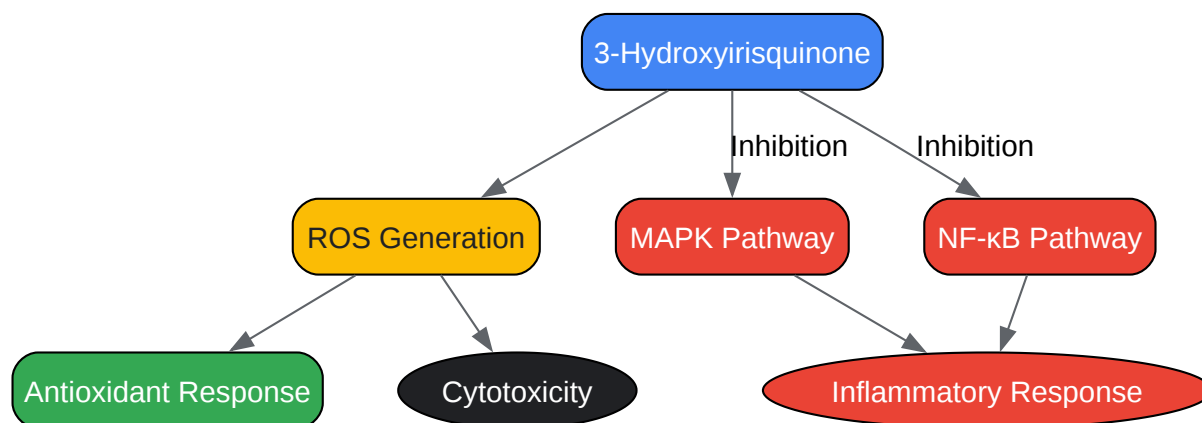 3-Hydroxyirisquinone
Inhibition
Inhibition
ROS Generation
MAPK Pathway
NF-κB Pathway
Antioxidant Response
Cytotoxicity
Inflammatory Response